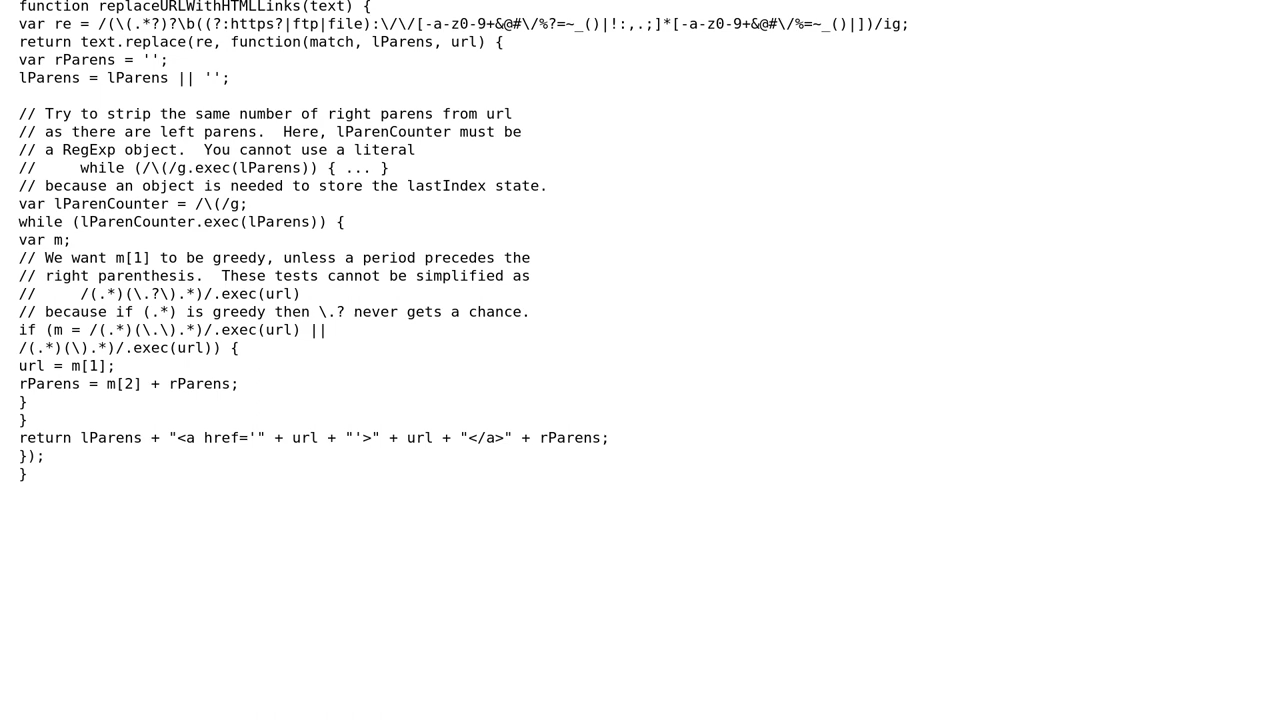 function replaceURLWithHTMLLinks(text) {
var re = /(\(.*?)?\b((?:https?|ftp|file):\/\/[-a-z0-9+&@#\/%?=~_()|!:,.;]*[-a-z0-9+&@#\/%=~_()|])/ig;
return text.replace(re, function(match, lParens, url) {
var rParens = '';
lParens = lParens || '';

// Try to strip the same number of right parens from url
// as there are left parens.  Here, lParenCounter must be
// a RegExp object.  You cannot use a literal
//     while (/\(/g.exec(lParens)) { ... }
// because an object is needed to store the lastIndex state.
var lParenCounter = /\(/g;
while (lParenCounter.exec(lParens)) {
var m;
// We want m[1] to be greedy, unless a period precedes the
// right parenthesis.  These tests cannot be simplified as
//     /(.*)(\.?\).*)/.exec(url)
// because if (.*) is greedy then \.? never gets a chance.
if (m = /(.*)(\.\).*)/.exec(url) ||
/(.*)(\).*)/.exec(url)) {
url = m[1];
rParens = m[2] + rParens;
}
}
return lParens + "<a href='" + url + "'>" + url + "</a>" + rParens;
});
}